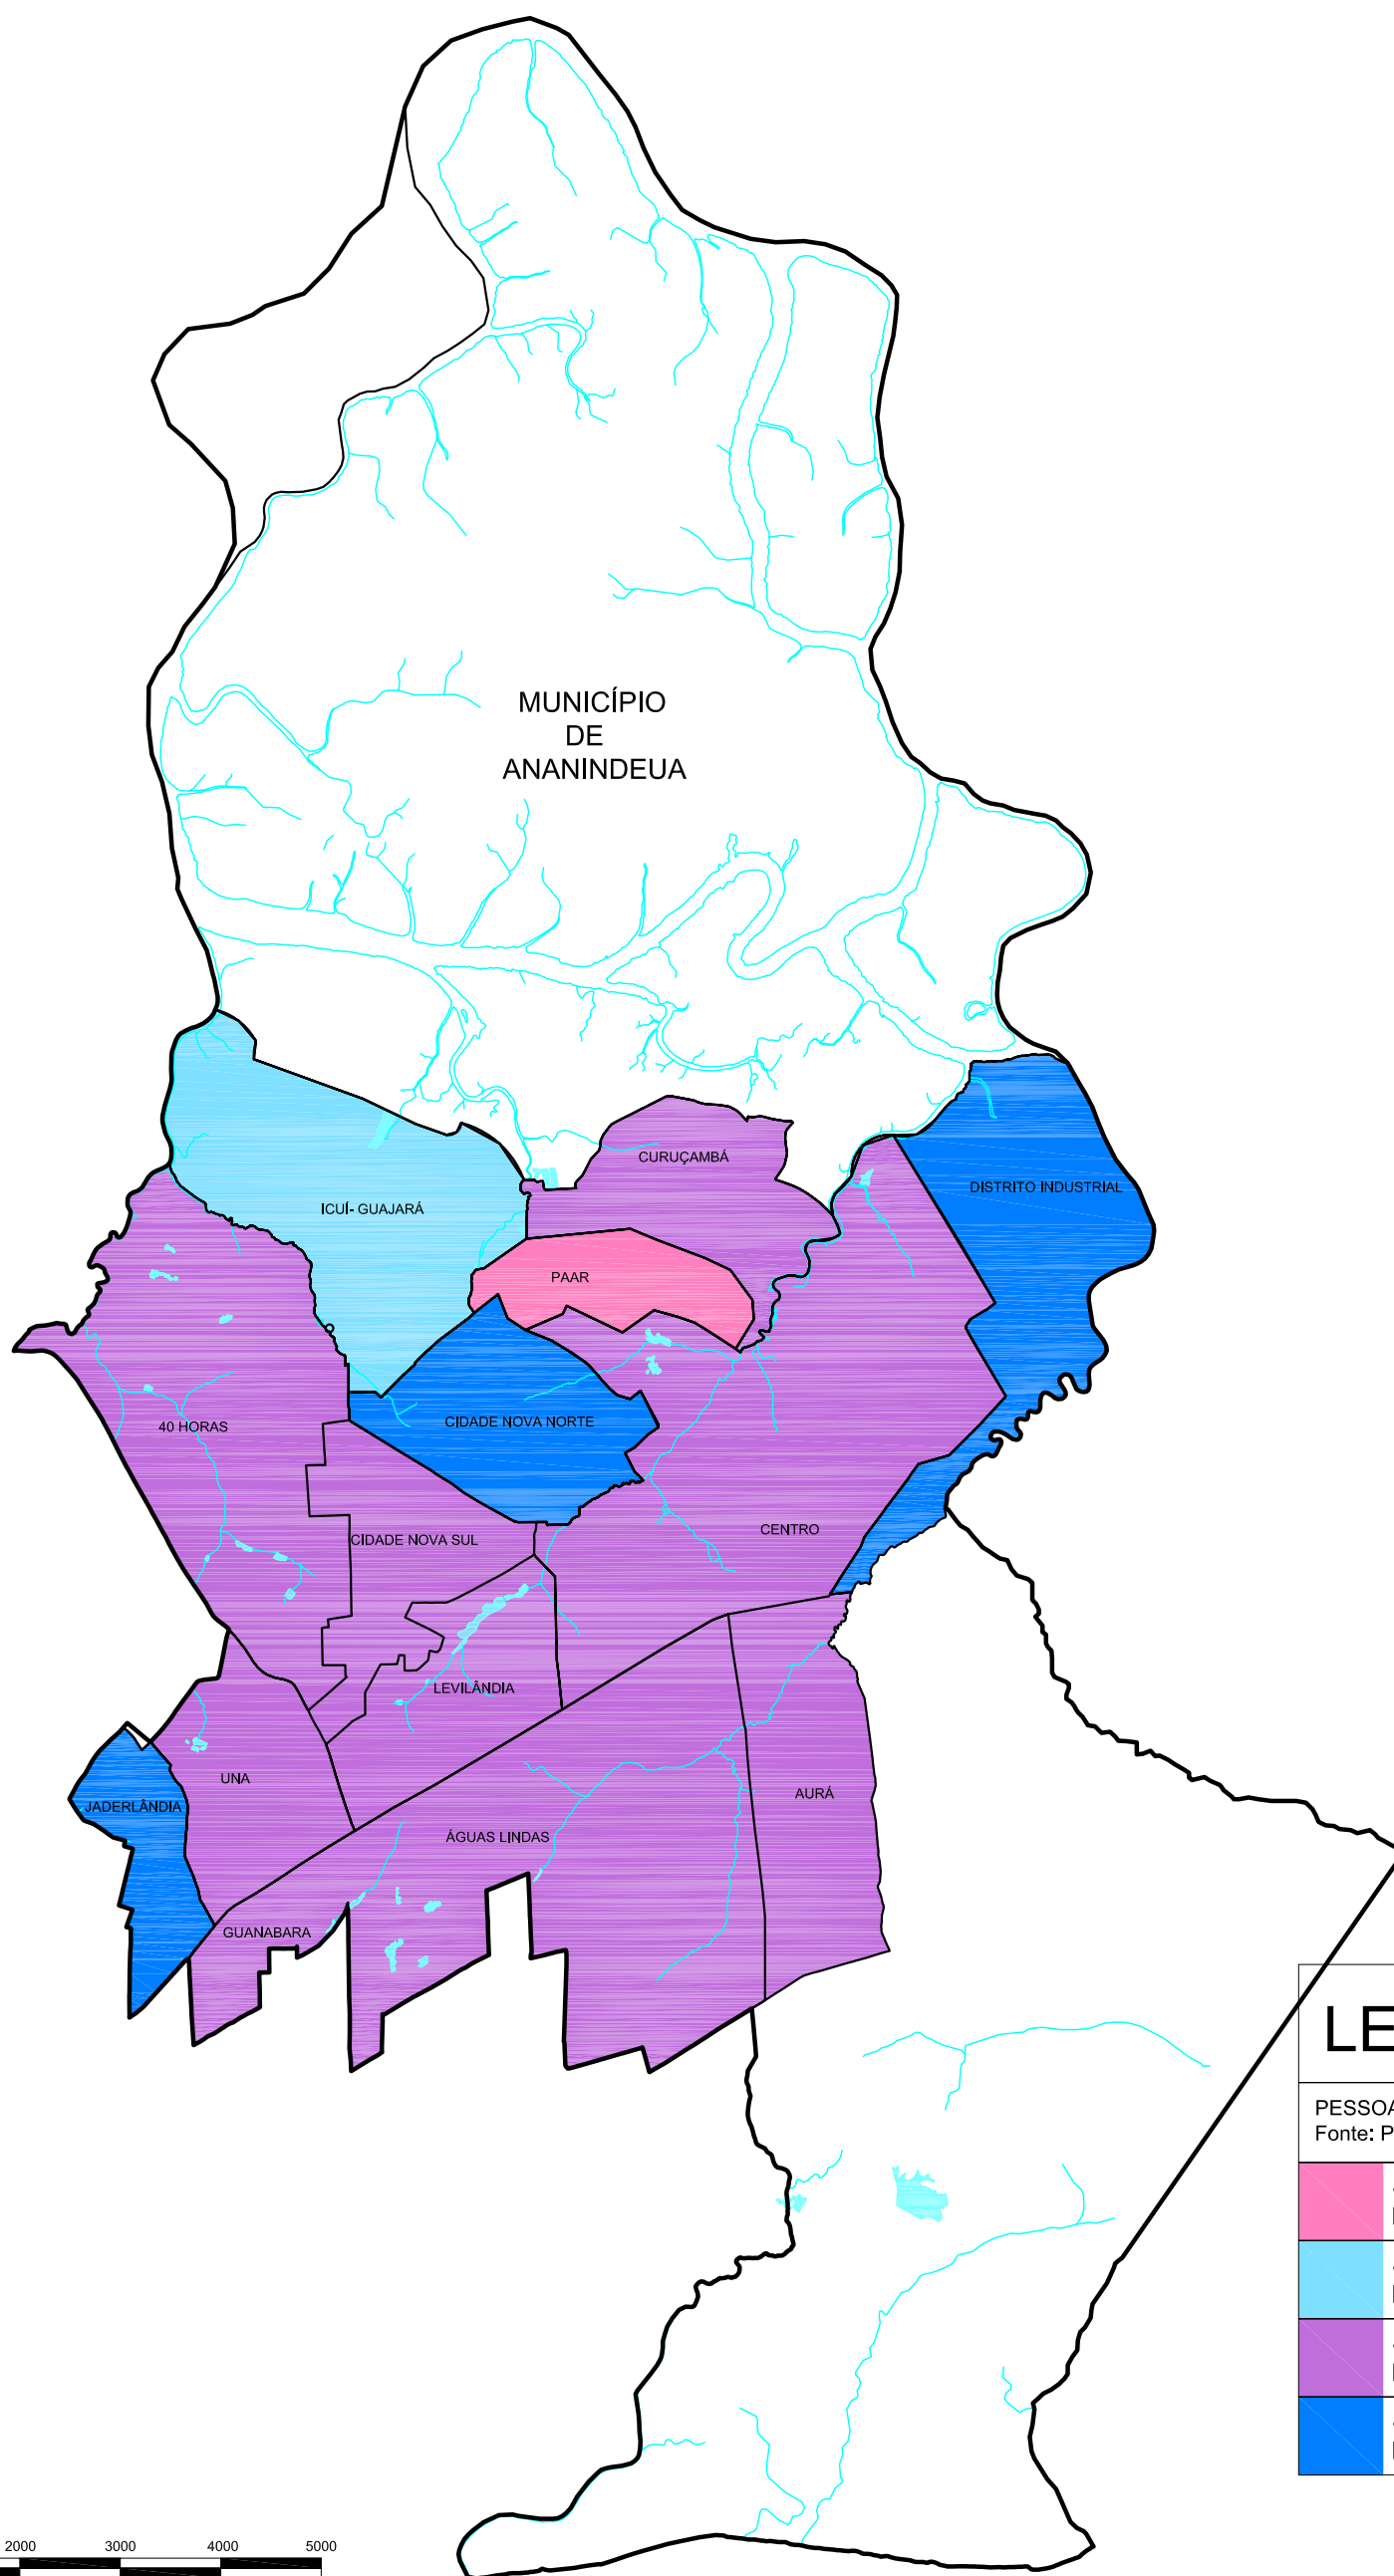 MUNICÍPIO
DE
ANANINDEUA
CURUÇAMBÁ
DISTRITO INDUSTRIAL
ICUÍ- GUAJARÁ
PAAR
40 HORAS
CIDADE NOVA NORTE
CENTRO
CIDADE NOVA SUL
LEVILÂNDIA
UNA
AURÁ
JADERLÂNDIA
ÁGUAS LINDAS
GUANABARA
LE
PESSOA
Fonte: P
2000 3000 4000 5000